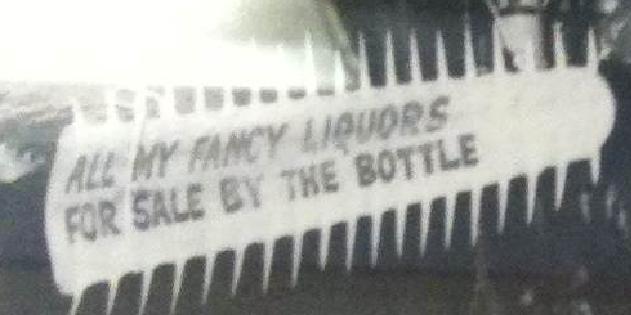 ALL MY FANCY LIQUORS
FOR SALE BY THE BOTTLE